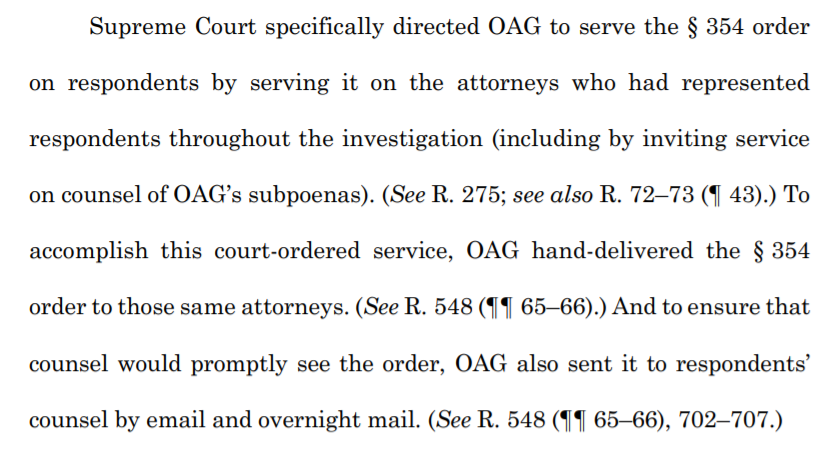 Supreme Court specifically directed OAG to serve the § 354 order
on respondents by serving it on the attorneys who had represented
respondents throughout the investigation (including by inviting service
on counsel of OAG’s subpoenas). (See R. 275; see also R. 72–73 (¶ 43).) To
accomplish this court-ordered service, OAG hand-delivered the § 354
order to those same attorneys. (See R. 548 (¶¶ 65–66).) And to ensure that
counsel would promptly see the order, OAG also sent it to respondents’
counsel by email and overnight mail. (See R. 548 (¶¶ 65–66), 702–707.)